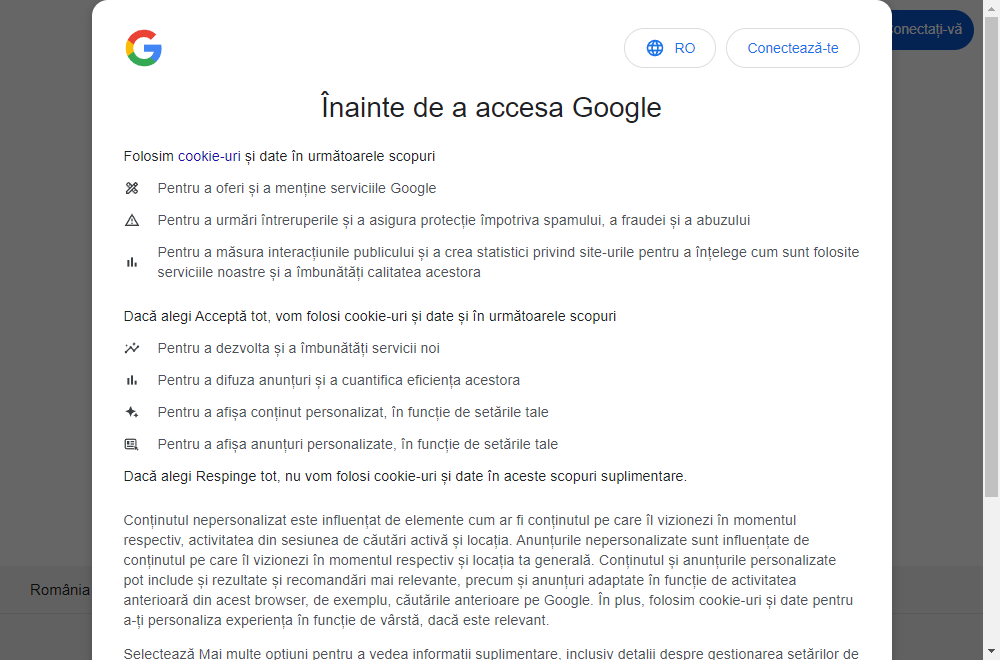 RO
Conectează-te
Conectați-vă
Înainte de a accesa Google
Folosim cookie-uri și date în următoarele scopuri
Pentru a oferi și a menține serviciile Google
Pentru a urmări întreruperile și a asigura protecție împotriva spamului, a fraudei și a abuzului
Pentru a măsura interacțiunile publicului și a crea statistici privind site-urile pentru a înțelege cum sunt folosite
serviciile noastre și a îmbunătăți calitatea acestora
Dacă alegi Acceptă tot, vom folosi cookie-uri și date și în următoarele scopuri
Pentru a dezvolta și a îmbunătăți servicii noi
Pentru a difuza anunțuri și a cuantifica eficiența acestora
Pentru a afișa conținut personalizat, în funcție de setările tale
Pentru a afișa anunțuri personalizate, în funcție de setările tale
Dacă alegi Respinge tot, nu vom folosi cookie-uri și date în aceste scopuri suplimentare.
Conținutul nepersonalizat este influențat de elemente cum ar fi conținutul pe care îl vizionezi în momentul
respectiv, activitatea din sesiunea de căutări activă și locația. Anunțurile nepersonalizate sunt influențate de
conținutul pe care îl vizionezi în momentul respectiv și locația ta generală. Conținutul și anunțurile personalizate
pot include și rezultate și recomandări mai relevante, precum și anunțuri adaptate în funcție de activitatea
anterioară din acest browser, de exemplu, căutările anterioare pe Google. În plus, folosim cookie-uri și date pentru
a-ți personaliza experiența în funcție de vârstă, dacă este relevant.
România
Selectează Mai multe opțiuni pentru a vedea informații suplimentare, inclusiv detalii despre gestionarea setărilor de